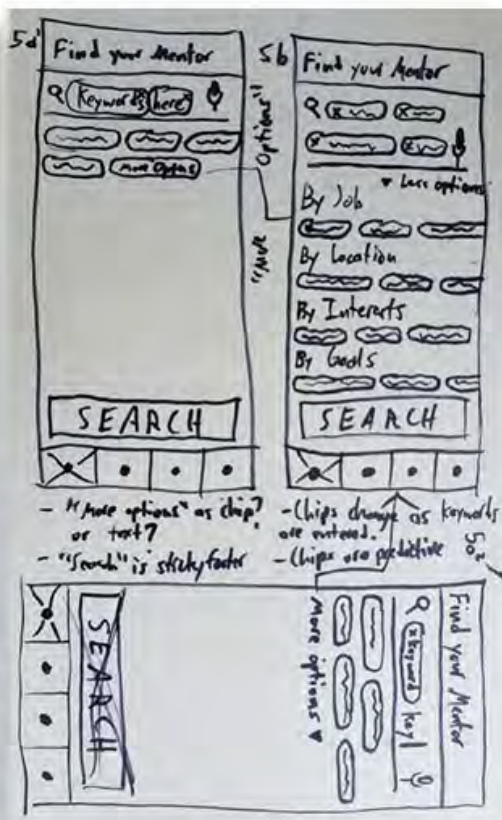 5a'
Find your Mentor
Keywords here
More Options
"More Options"
5b
Find your Mentor
▾ Less options
By Job
By Location
By Interests
By Goals
SEARCH
SEARCH
- "More options" as chip?
or text?
- "Search" is sticky footer
- Chips change as keywords
are entered.
- Chips are predictive
5a²
Find your Mentor
x keyword key|
More options ▾
SEARCH